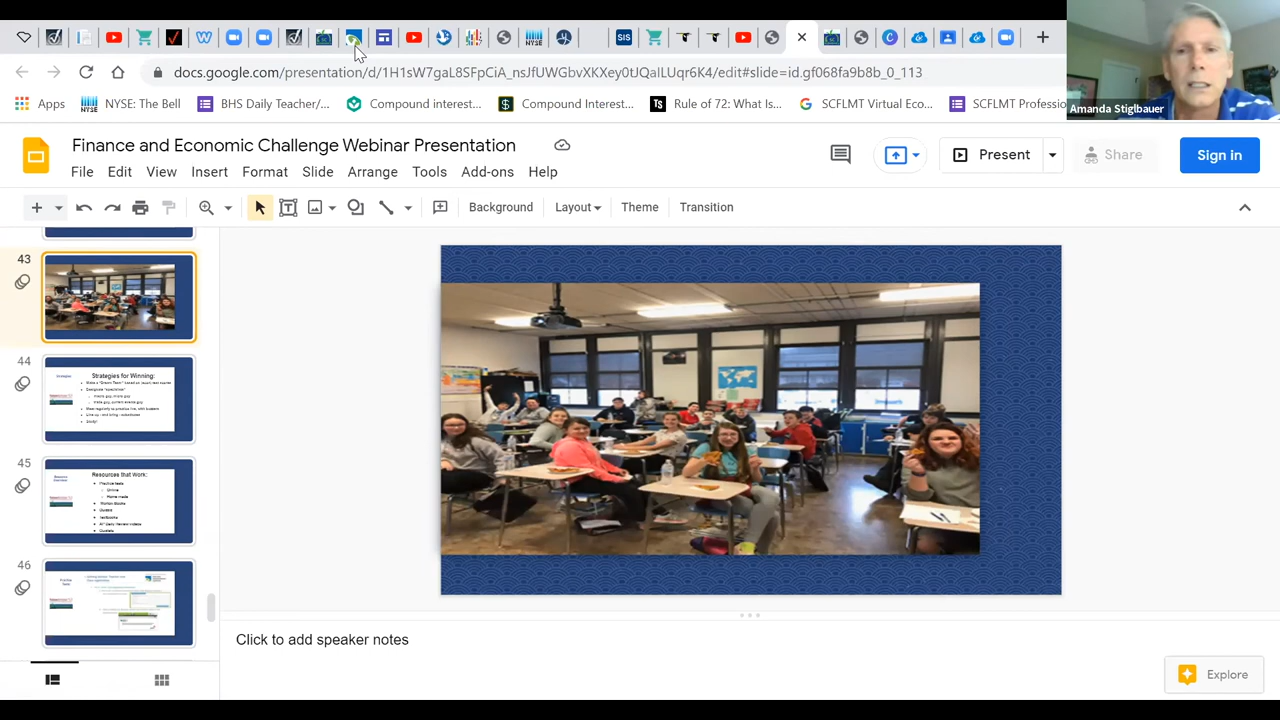 SIS
docs.google.com/presentation/d/1H1sW7gaL8SFpCiA_nsJfUWGbvXKXey0tUQaILUqr6K4/edit#slide=id.gf068fa9b8b_0_113
Apps NYSE: The Bell BHS Daily Teacher/... Compound interest... Compound Interest... Rule of 72: What Is... SCFLMT Virtual Eco... SCFLMT Professio
Amanda Stiglbauer
Finance and Economic Challenge Webinar Presentation
File Edit View Insert Format Slide Arrange Tools Add-ons Help
Present Share Sign in
Background Layout Theme Transition
43
44
Strategies for Winning:
45
Resources that Work:
46
Click to add speaker notes
Explore